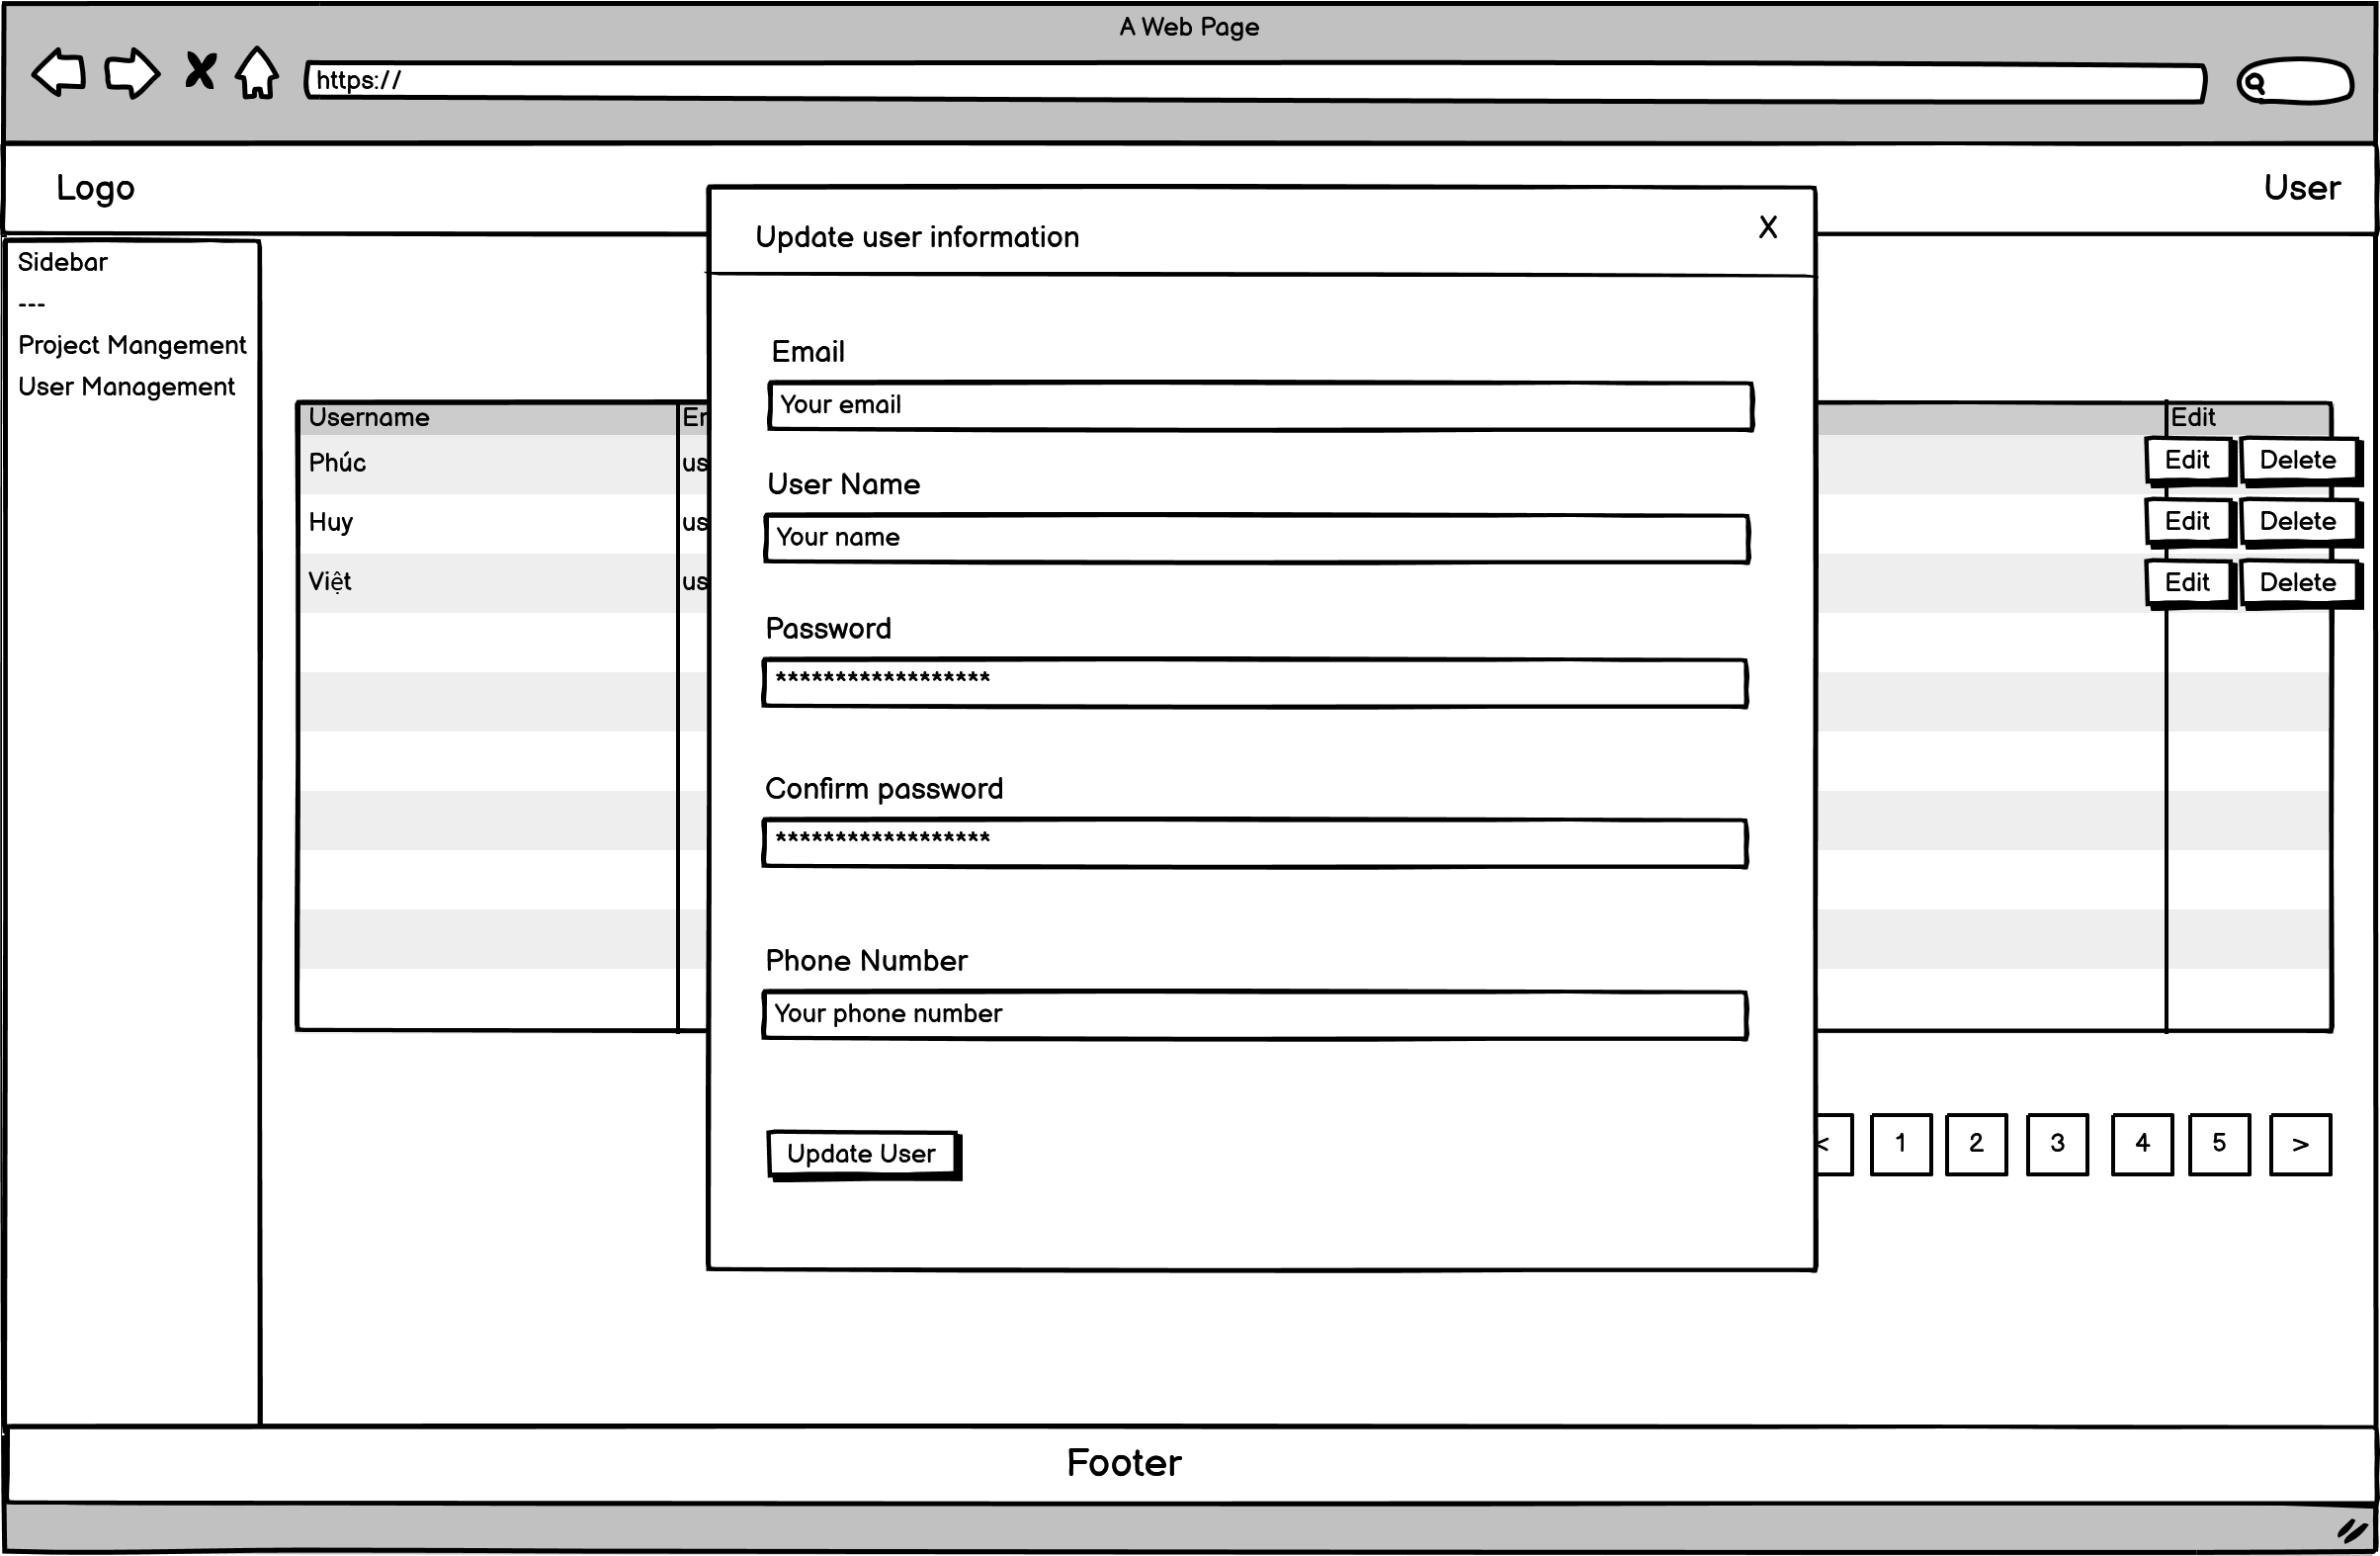 A Web Page
https://
Logo
User
Update user information
X
Sidebar
---
Project Mangement
User Management
Email
Your email
User Name
Your name
Password
******************
Confirm password
******************
Phone Number
Your phone number
Update User
Username
Edit
Phúc
us
Edit
Delete
Huy
us
Edit
Delete
Việt
us
Edit
Delete
<
1
2
3
4
5
>
Footer